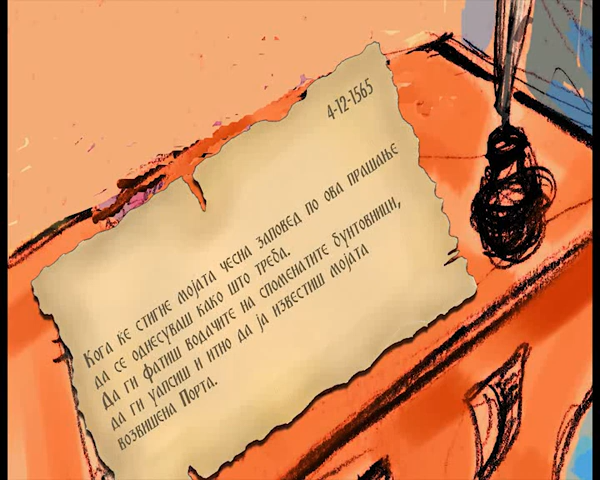 4-12-1565
Кога ќе стигне мојата чесна заповед по ова прашање
да се однесуваш како што треба.
Да ги фатиш водачите на споменатите бунтовници,
да ги уапсиш и итно да ја известиш мојата
возвишена Порта.